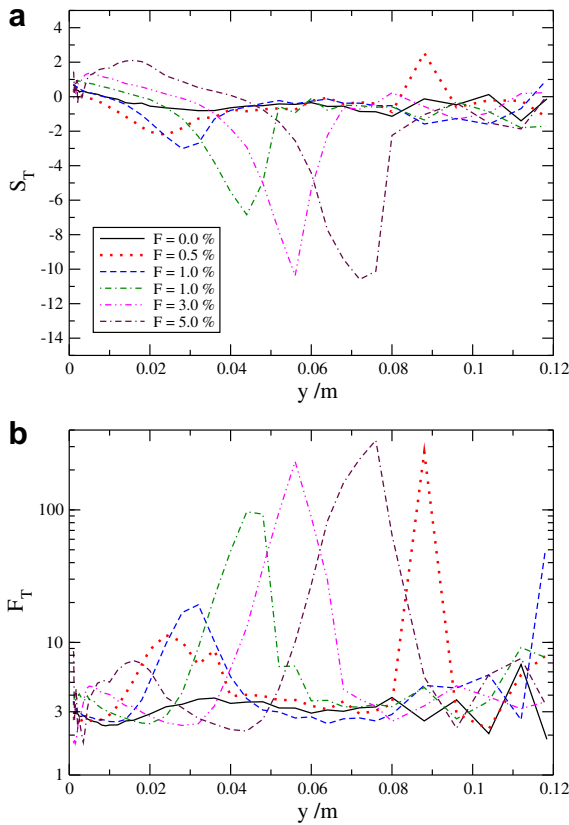 a
4
2
0
-2
-4
-6
-8
-10
-12
-14
S_T
F = 0.0 %
F = 0.5 %
F = 1.0 %
F = 1.0 %
F = 3.0 %
F = 5.0 %
0 0.02 0.04 0.06 0.08 0.1 0.12
y /m
b
100
10
3
1
F_T
0 0.02 0.04 0.06 0.08 0.1 0.12
y /m